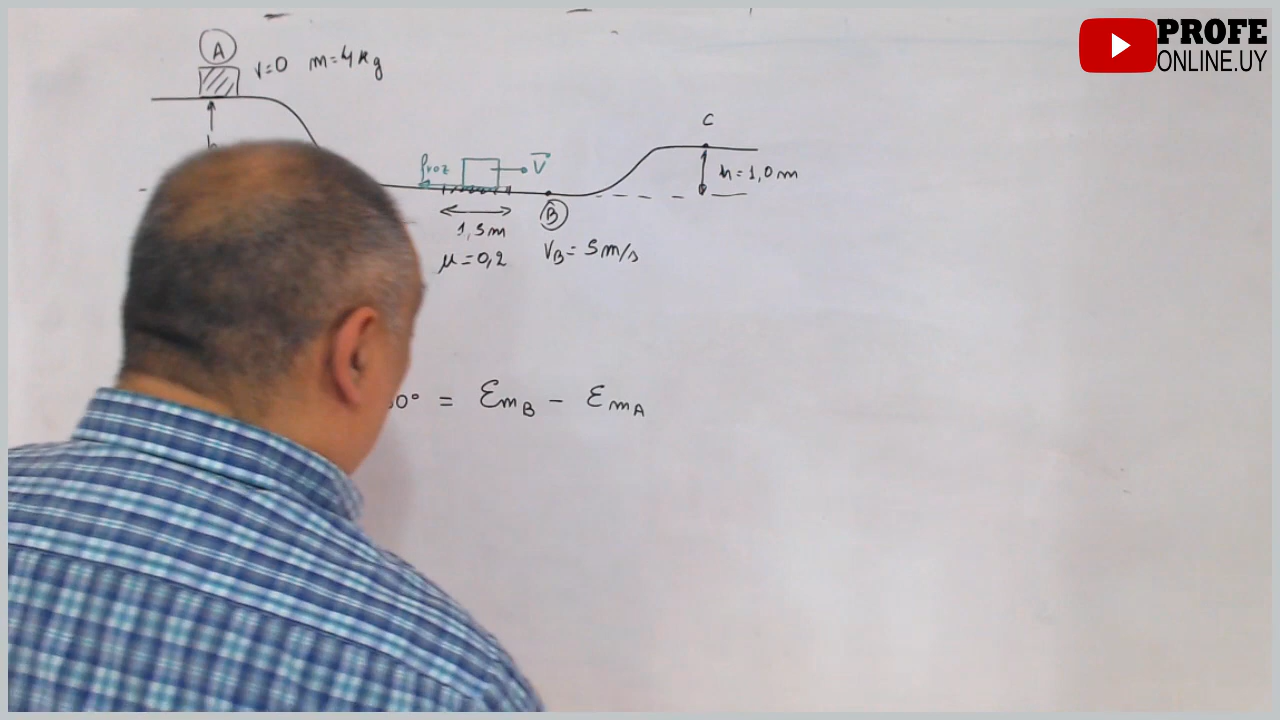 PROFE
ONLINE.UY
A
v=0 m=4kg
C
froz
V
h=1,0m
B
1,5m
μ=0,2
VB= 5m/s
0° = EmB - EmA